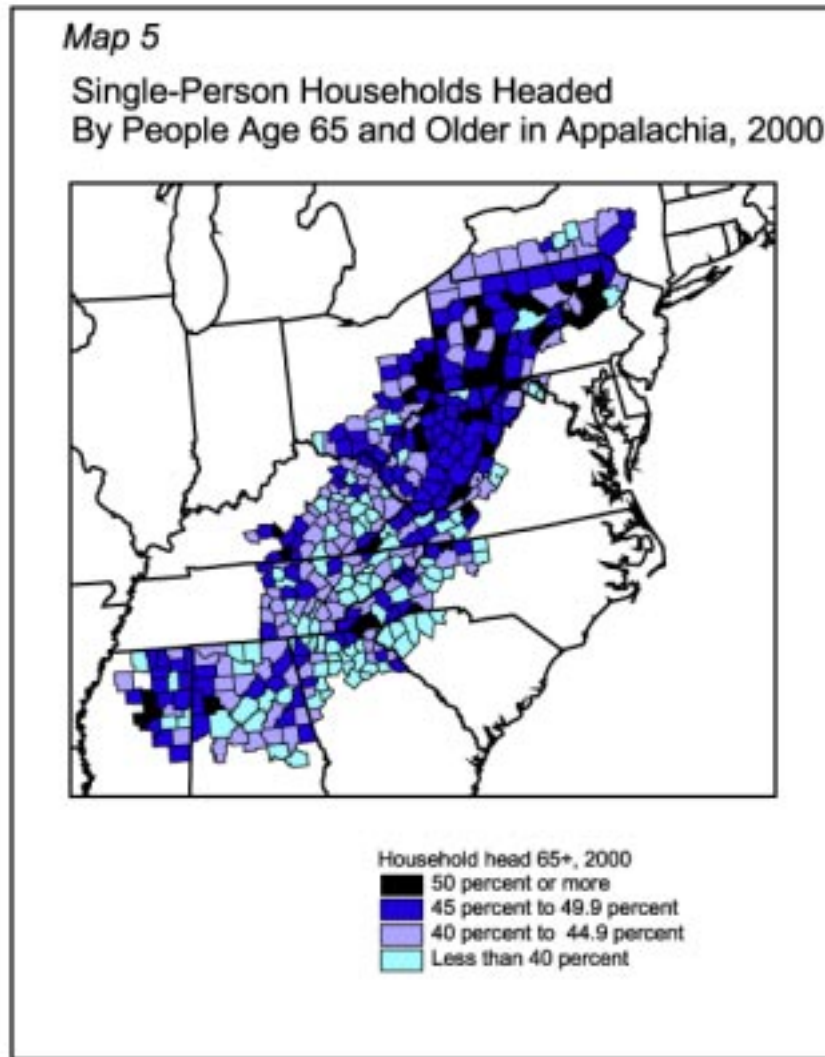 Map 5
Single-Person Households Headed
By People Age 65 and Older in Appalachia, 2000
Household head 65+, 2000
50 percent or more
45 percent to 49.9 percent
40 percent to 44.9 percent
Less than 40 percent